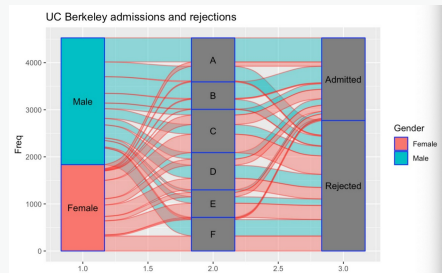 UC Berkeley admissions and rejections
Freq
4000
3000
2000
1000
0
Male
Female
A
B
C
D
E
F
Admitted
Rejected
Gender
Female
Male
1.0
1.5
2.0
2.5
3.0